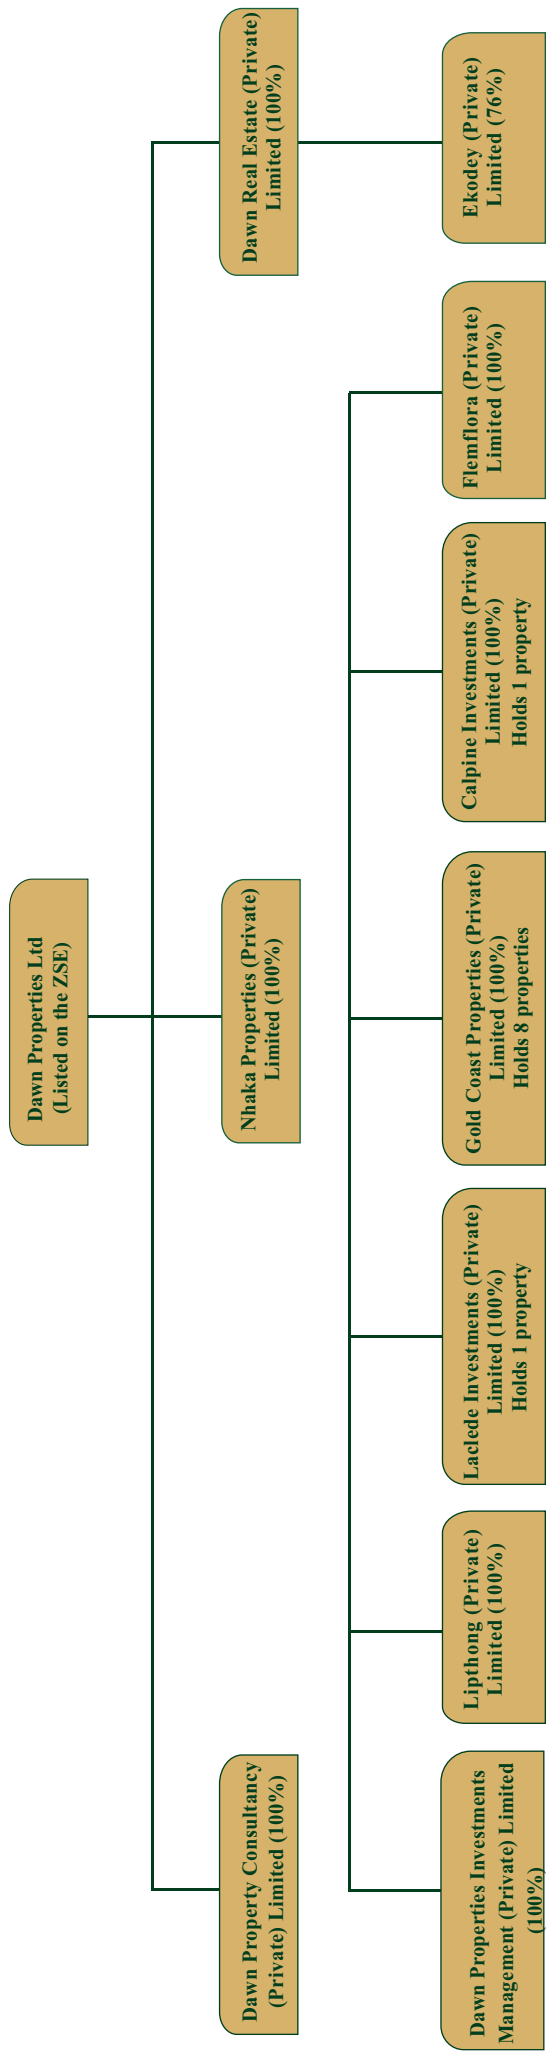 Dawn Properties Ltd
(Listed on the ZSE)
Dawn Property Consultancy
(Private) Limited (100%)
Nhaka Properties (Private)
Limited (100%)
Dawn Real Estate (Private)
Limited (100%)
Dawn Properties Investments
Management (Private) Limited
(100%)
Lipthong (Private)
Limited (100%)
Laclede Investments (Private)
Limited (100%)
Holds 1 property
Gold Coast Properties (Private)
Limited (100%)
Holds 8 properties
Calpine Investments (Private)
Limited (100%)
Holds 1 property
Flemflora (Private)
Limited (100%)
Ekodey (Private)
Limited (76%)